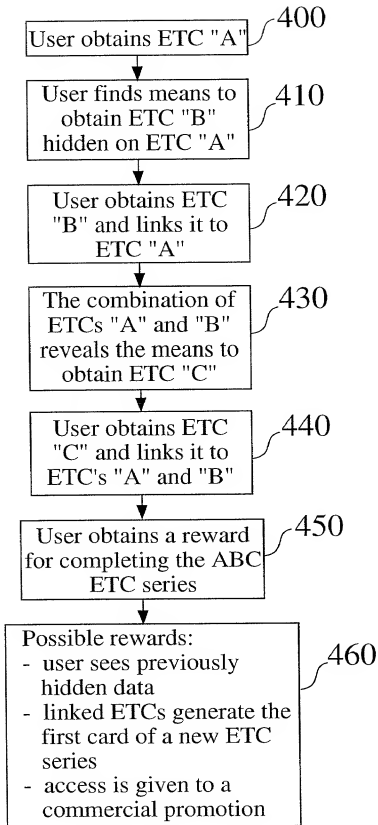 User obtains ETC "A"
400
User finds means to
obtain ETC "B"
hidden on ETC "A"
410
User obtains ETC
"B" and links it to
ETC "A"
420
The combination of
ETCs "A" and "B"
reveals the means to
obtain ETC "C"
430
User obtains ETC
"C" and links it to
ETC's "A" and "B"
440
User obtains a reward
for completing the ABC
ETC series
450
Possible rewards:
- user sees previously
hidden data
- linked ETCs generate the
first card of a new ETC
series
- access is given to a
commercial promotion
460